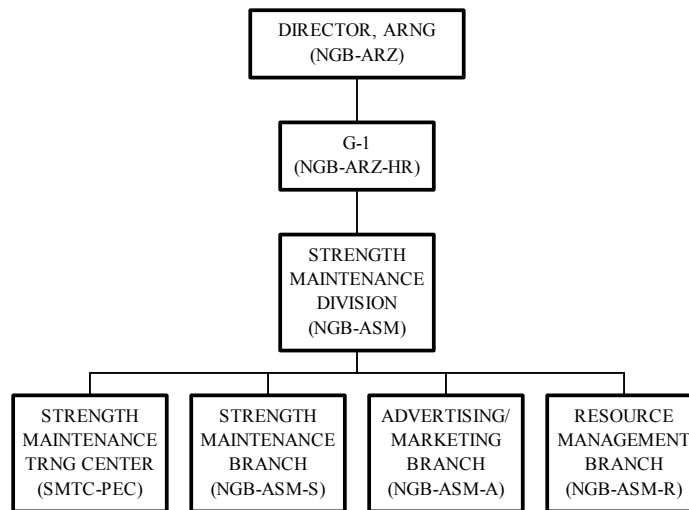 DIRECTOR, ARNG
(NGB-ARZ)
G-1
(NGB-ARZ-HR)
STRENGTH
MAINTENANCE
DIVISION
(NGB-ASM)
STRENGTH
MAINTENANCE
TRNG CENTER
(SMTC-PEC)
STRENGTH
MAINTENANCE
BRANCH
(NGB-ASM-S)
ADVERTISING/
MARKETING
BRANCH
(NGB-ASM-A)
RESOURCE
MANAGEMENT
BRANCH
(NGB-ASM-R)